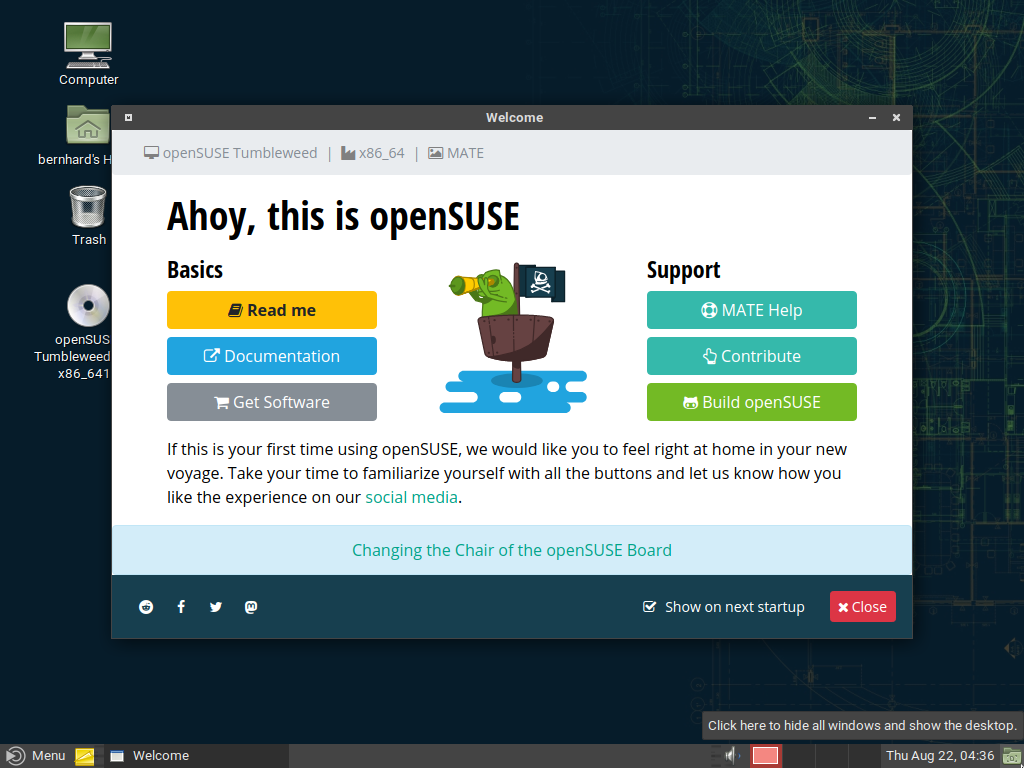 Computer
bernhard's H
Trash
openSUS
Tumbleweed
x86_641
Welcome
openSUSE Tumbleweed | x86_64 | MATE
Ahoy, this is openSUSE
Basics
Read me
Documentation
Get Software
Support
MATE Help
Contribute
Build openSUSE
If this is your first time using openSUSE, we would like you to feel right at home in your new
voyage. Take your time to familiarize yourself with all the buttons and let us know how you
like the experience on our social media.
Changing the Chair of the openSUSE Board
Show on next startup
Close
Click here to hide all windows and show the desktop.
Menu
Welcome
Thu Aug 22, 04:36